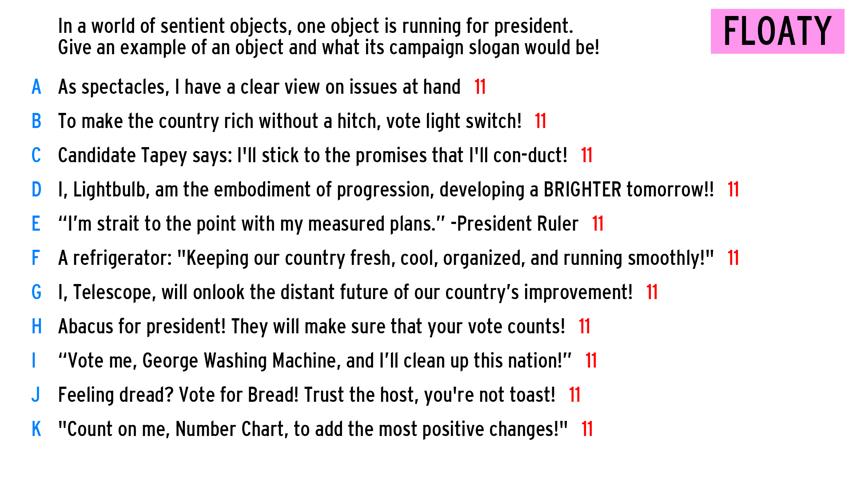 In a world of sentient objects, one object is running for president.
Give an example of an object and what its campaign slogan would be!
FLOATY
A As spectacles, I have a clear view on issues at hand 11
B To make the country rich without a hitch, vote light switch! 11
C Candidate Tapey says: I'll stick to the promises that I'll con-duct! 11
D I, Lightbulb, am the embodiment of progression, developing a BRIGHTER tomorrow!! 11
E “I’m strait to the point with my measured plans.” -President Ruler 11
F A refrigerator: "Keeping our country fresh, cool, organized, and running smoothly!" 11
G I, Telescope, will onlook the distant future of our country’s improvement! 11
H Abacus for president! They will make sure that your vote counts! 11
I “Vote me, George Washing Machine, and I’ll clean up this nation!” 11
J Feeling dread? Vote for Bread! Trust the host, you're not toast! 11
K "Count on me, Number Chart, to add the most positive changes!" 11